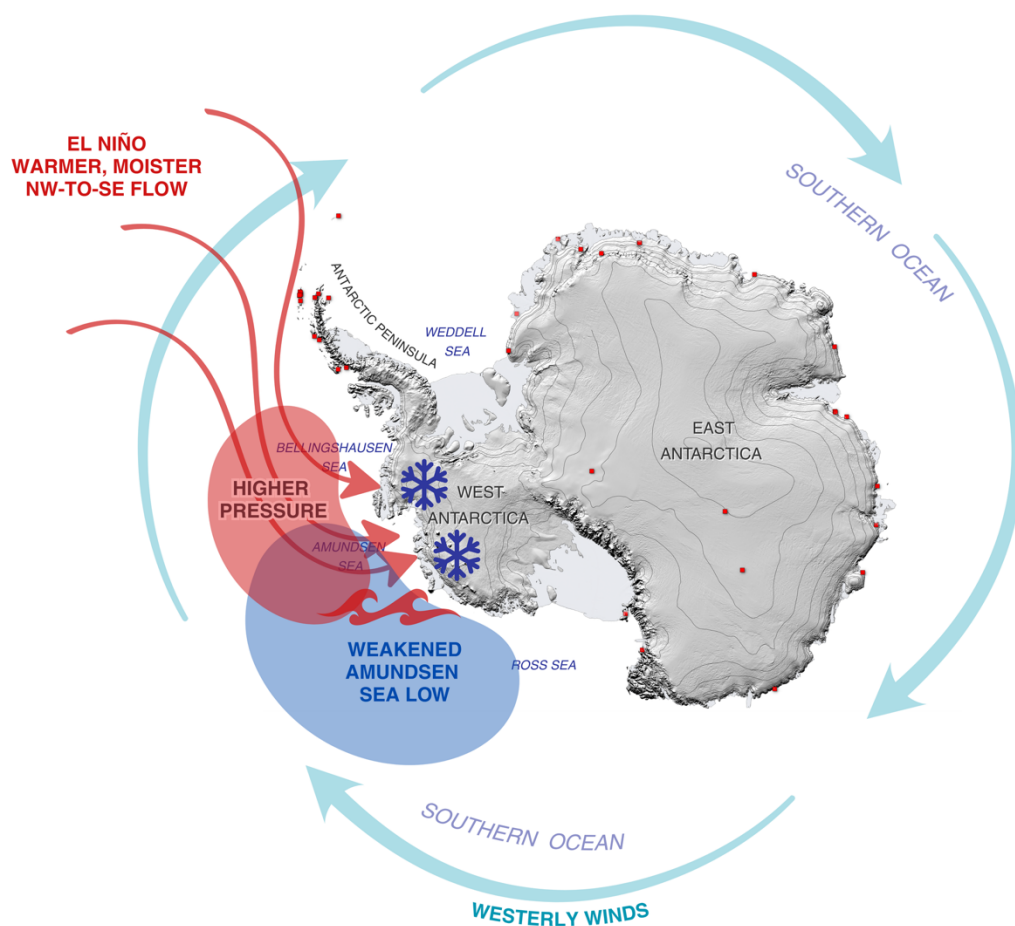 EL NIÑO
WARMER, MOISTER
NW-TO-SE FLOW
SOUTHERN OCEAN
ANTARCTIC PENINSULA
WEDDELL
SEA
EAST
ANTARCTICA
BELLINGSHAUSEN
SEA
HIGHER
PRESSURE
WEST
ANTARCTICA
AMUNDSEN
SEA
WEAKENED
AMUNDSEN
SEA LOW
ROSS SEA
SOUTHERN OCEAN
WESTERLY WINDS